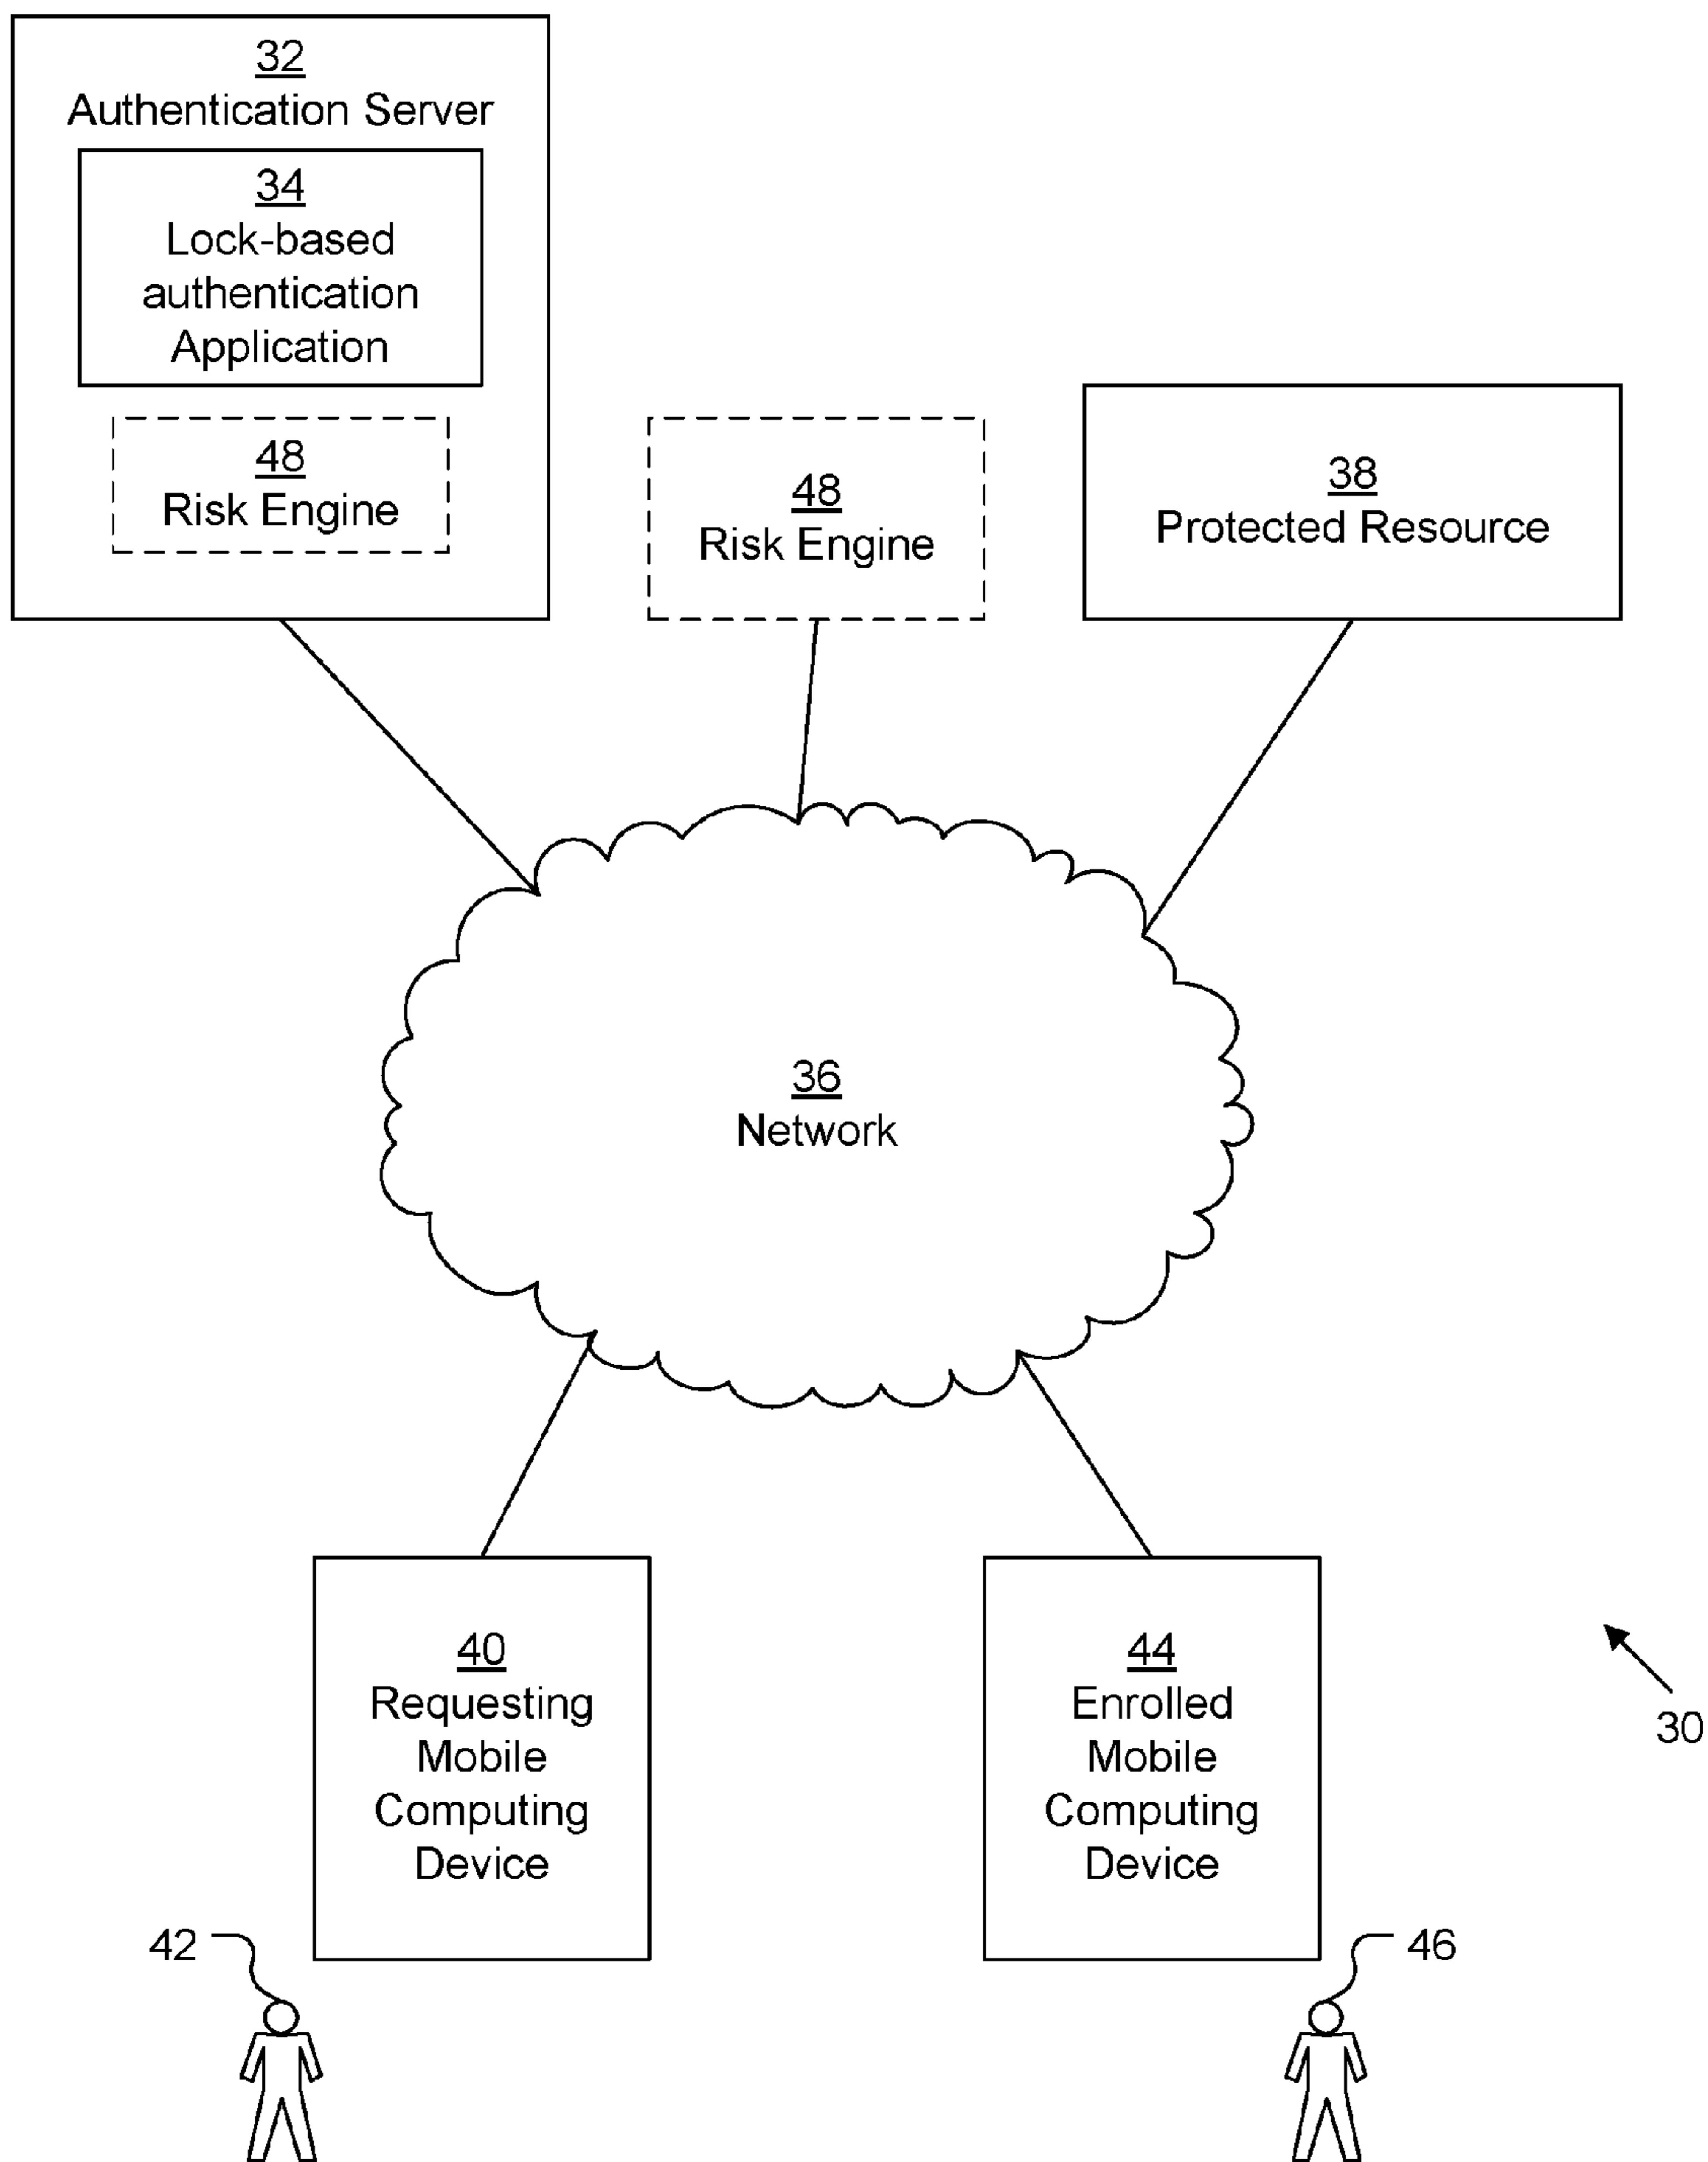 32
Authentication Server
34
Lock-based
authentication
Application
48
Risk Engine
48
Risk Engine
38
Protected Resource
36
Network
40
Requesting
Mobile
Computing
Device
44
Enrolled
Mobile
Computing
Device
30
42
46